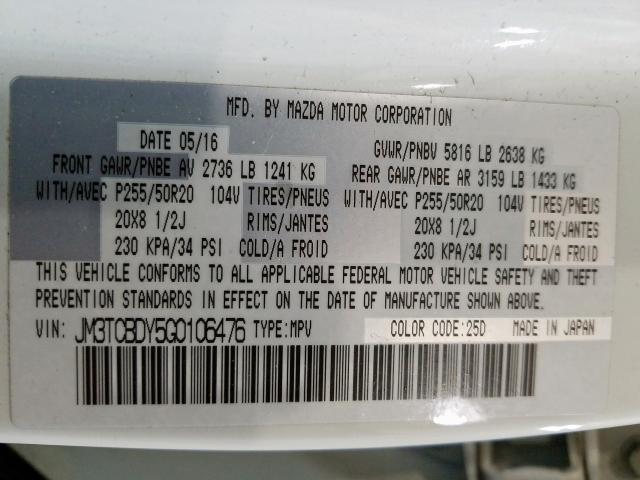 MFD. BY MAZDA MOTOR CORPORATION
DATE 05/16 GVWR/PNBV 5816 LB 2638 KG
FRONT GAWR/PNBE AV 2736 LB 1241 KG REAR GAWR/PNBE AR 3159 LB 1433 KG
WITH/AVEC P255/50R20 104V TIRES/PNEUS WITH/AVEC P255/50R20 104V TIRES/PNEUS
20X8 1/2J RIMS/JANTES 20X8 1/2J RIMS/JANTES
230 KPA/34 PSI COLD/A FROID 230 KPA/34 PSI COLD/A FROID
THIS VEHICLE CONFORMS TO ALL APPLICABLE FEDERAL MOTOR VEHICLE SAFETY AND THEFT
PREVENTION STANDARDS IN EFFECT ON THE DATE OF MANUFACTURE SHOWN ABOVE.
VIN: JM3TCBDY5G0106476 TYPE:MPV COLOR CODE:25D MADE IN JAPAN